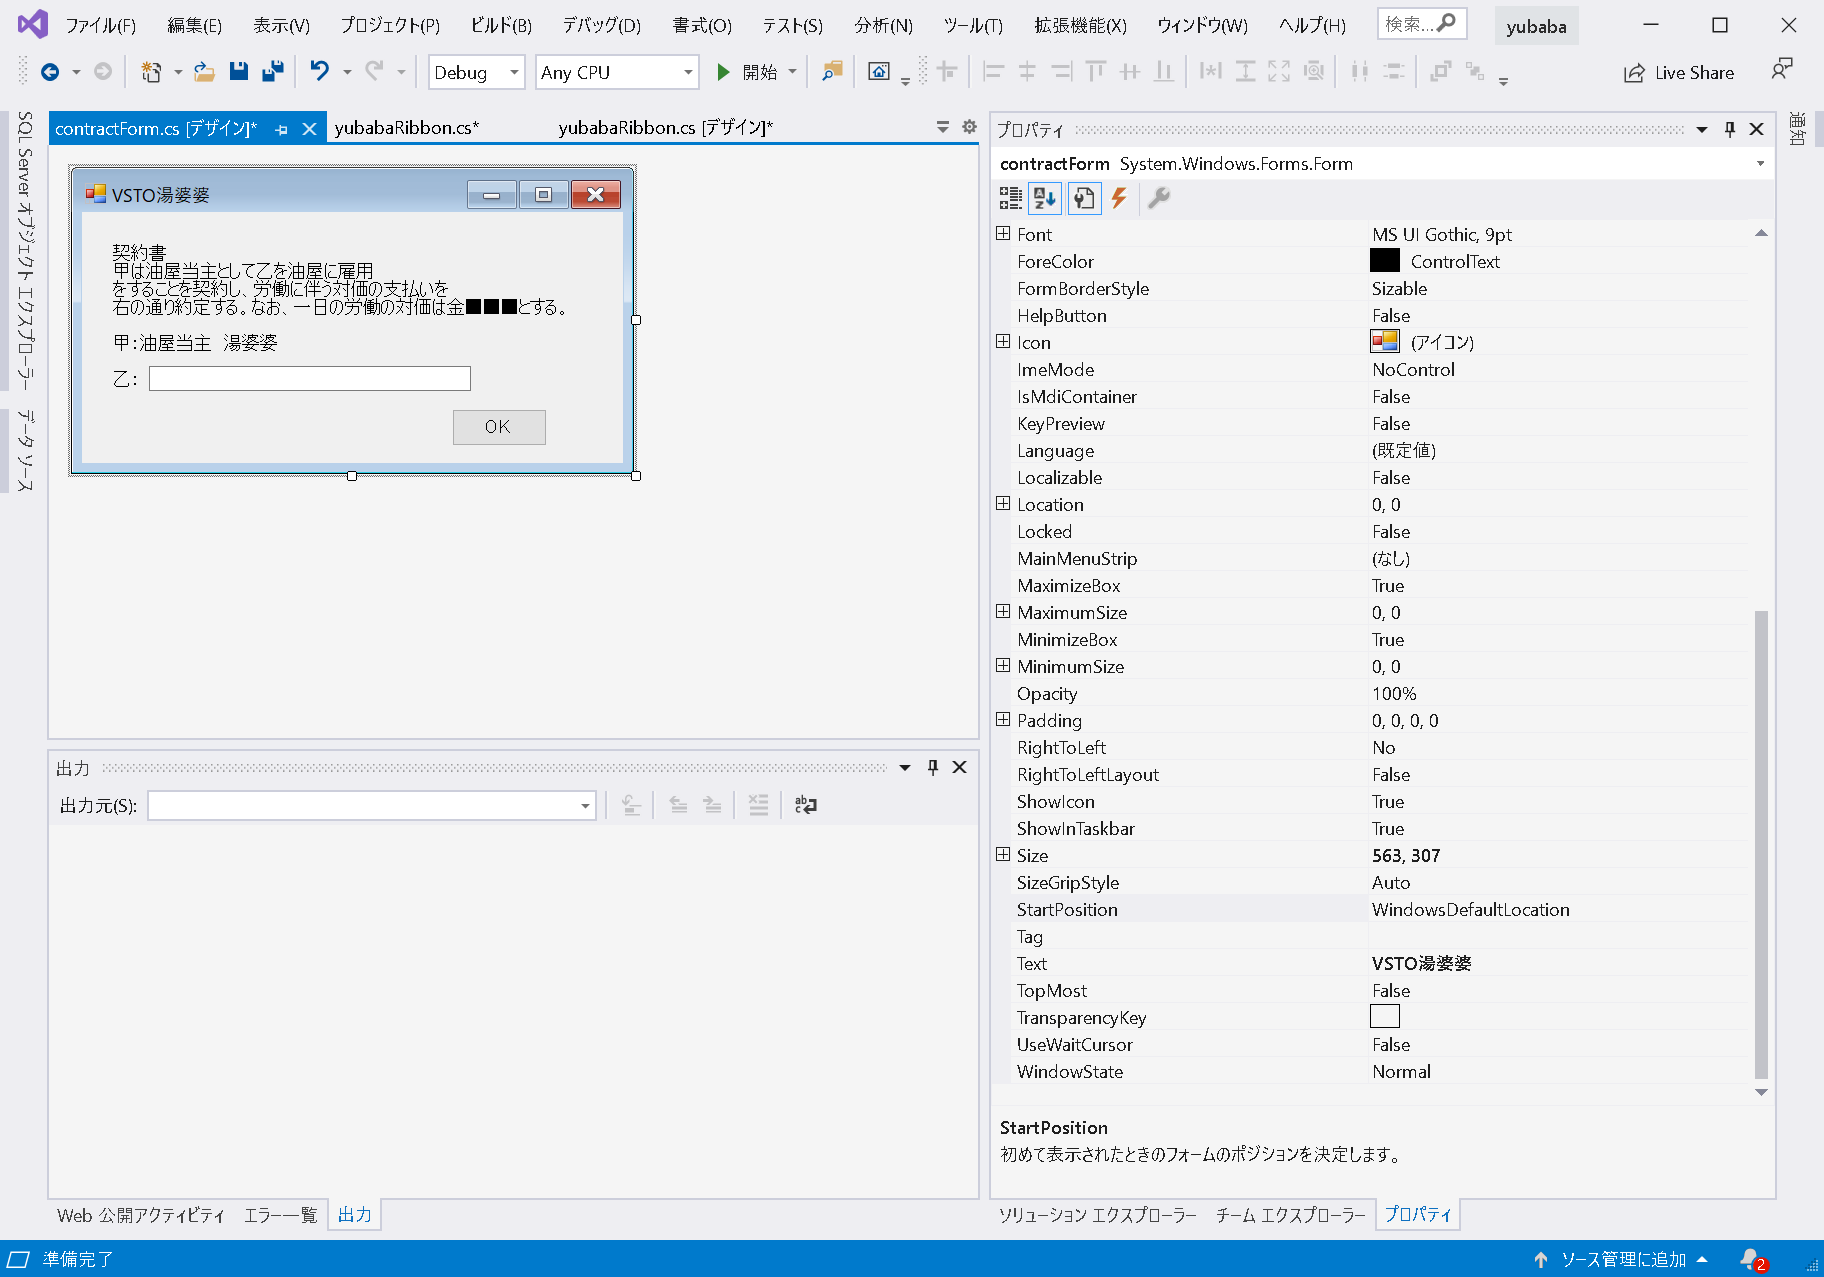 ファイル(F) 編集(E) 表示(V) プロジェクト(P) ビルド(B) デバッグ(D) 書式(O) テスト(S) 分析(N) ツール(T) 拡張機能(X) ウィンドウ(W) ヘルプ(H) 検索... yubaba
Debug Any CPU 開始 Live Share
SQL Server オブジェクト エクスプローラー
データ ソース
contractForm.cs [デザイン]* yubabaRibbon.cs* yubabaRibbon.cs [デザイン]*
VSTO湯婆婆
契約書
甲は油屋当主として乙を油屋に雇用
をすることを契約し、労働に伴う対価の支払いを
右の通り約定する。なお、一日の労働の対価は金■■■とする。
甲:油屋当主　湯婆婆
乙:
OK
出力
出力元(S):
Web 公開アクティビティ エラー一覧 出力
プロパティ
contractForm System.Windows.Forms.Form
Font MS UI Gothic, 9pt
ForeColor ControlText
FormBorderStyle Sizable
HelpButton False
Icon (アイコン)
ImeMode NoControl
IsMdiContainer False
KeyPreview False
Language (既定値)
Localizable False
Location 0, 0
Locked False
MainMenuStrip (なし)
MaximizeBox True
MaximumSize 0, 0
MinimizeBox True
MinimumSize 0, 0
Opacity 100%
Padding 0, 0, 0, 0
RightToLeft No
RightToLeftLayout False
ShowIcon True
ShowInTaskbar True
Size 563, 307
SizeGripStyle Auto
StartPosition WindowsDefaultLocation
Tag
Text VSTO湯婆婆
TopMost False
TransparencyKey
UseWaitCursor False
WindowState Normal
StartPosition
初めて表示されたときのフォームのポジションを決定します。
ソリューション エクスプローラー チーム エクスプローラー プロパティ
通知
準備完了 ソース管理に追加 2